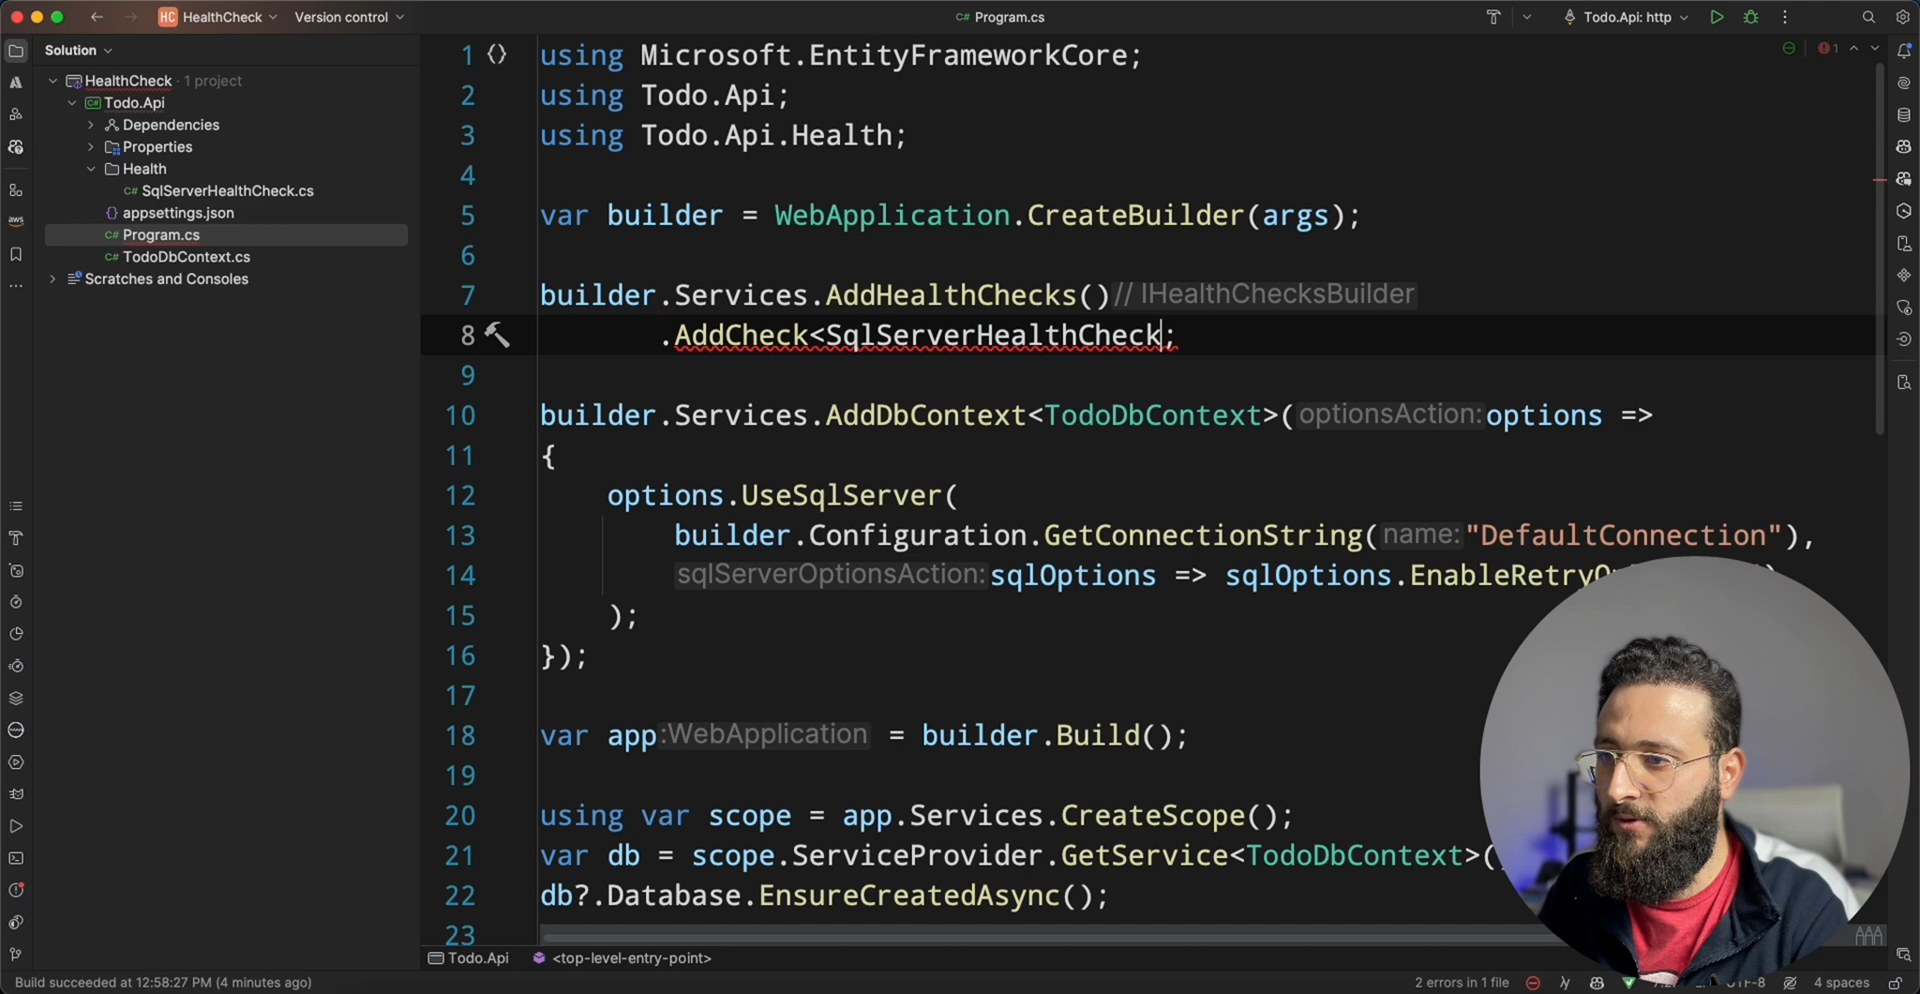 HC HealthCheck Version control
C# Program.cs
Todo.Api: http
Solution
HealthCheck · 1 project
C# Todo.Api
Dependencies
Properties
Health
C# SqlServerHealthCheck.cs
{} appsettings.json
C# Program.cs
C# TodoDbContext.cs
Scratches and Consoles
aws
1
1 using Microsoft.EntityFrameworkCore;
2 using Todo.Api;
3 using Todo.Api.Health;
4
5 var builder = WebApplication.CreateBuilder(args);
6
7 builder.Services.AddHealthChecks() // IHealthChecksBuilder
8 .AddCheck<SqlServerHealthCheck;
9
10 builder.Services.AddDbContext<TodoDbContext>( optionsAction: options =>
11 {
12 options.UseSqlServer(
13 builder.Configuration.GetConnectionString( name: "DefaultConnection"),
14 sqlServerOptionsAction: sqlOptions => sqlOptions.
15 );
16 });
17
18 var app :WebApplication = builder.Build();
19
20 using var scope = app.Services.CreateScope();
21 var db = scope.ServiceProvider.GetService<TodoDbContext>(
22 db?.Database.EnsureCreatedAsync();
23
Todo.Api <top-level-entry-point>
Build succeeded at 12:58:27 PM (4 minutes ago)
2 errors in 1 file
UTF-8 4 spaces